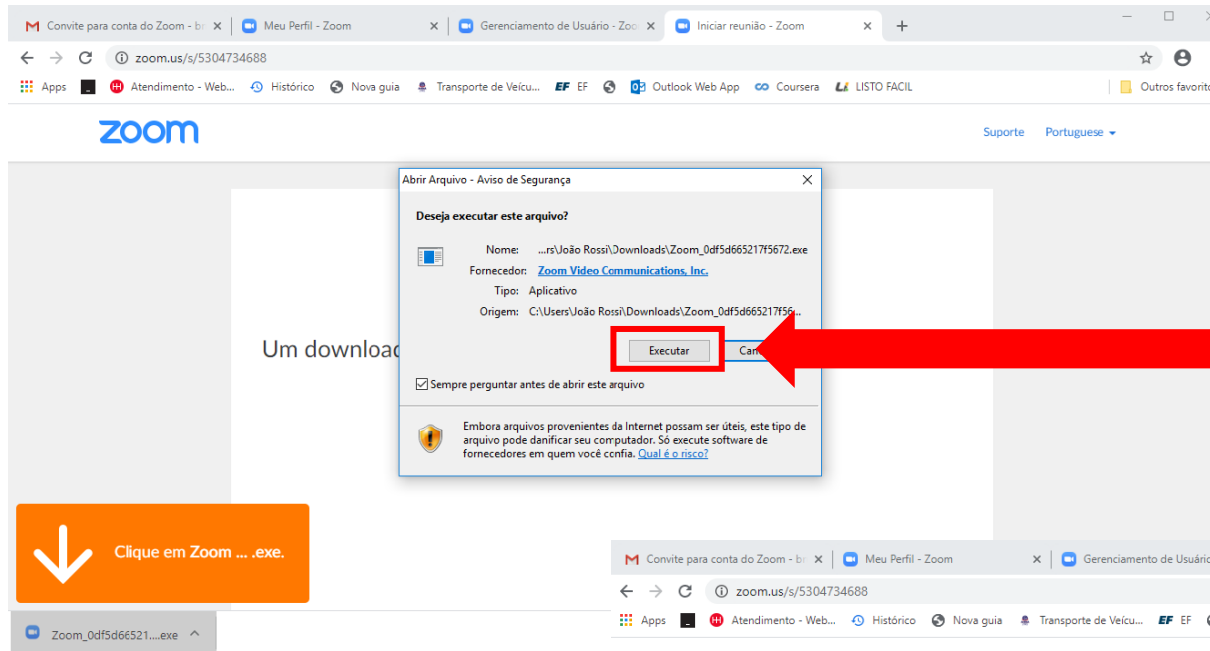 Convite para conta do Zoom - br
Meu Perfil - Zoom
Gerenciamento de Usuário - Zoo
Iniciar reunião - Zoom
zoom.us/s/5304734688
Apps
Atendimento - Web...
Histórico
Nova guia
Transporte de Veícu...
EF EF
Outlook Web App
Coursera
LISTO FACIL
Outros favorito
zoom
Suporte
Portuguese
Abrir Arquivo - Aviso de Segurança
Deseja executar este arquivo?
Nome: ...rs\João Rossi\Downloads\Zoom_0df5d665217f5672.exe
Fornecedor: Zoom Video Communications, Inc.
Tipo: Aplicativo
Origem: C:\Users\João Rossi\Downloads\Zoom_0df5d665217f56...
Um download
Executar
Can
Sempre perguntar antes de abrir este arquivo
Embora arquivos provenientes da Internet possam ser úteis, este tipo de
arquivo pode danificar seu computador. Só execute software de
fornecedores em quem você confia. Qual é o risco?
Clique em Zoom ... .exe.
Zoom_0df5d66521....exe
Convite para conta do Zoom - br
Meu Perfil - Zoom
Gerenciamento de Usuário
zoom.us/s/5304734688
Apps
Atendimento - Web...
Histórico
Nova guia
Transporte de Veícu...
EF EF